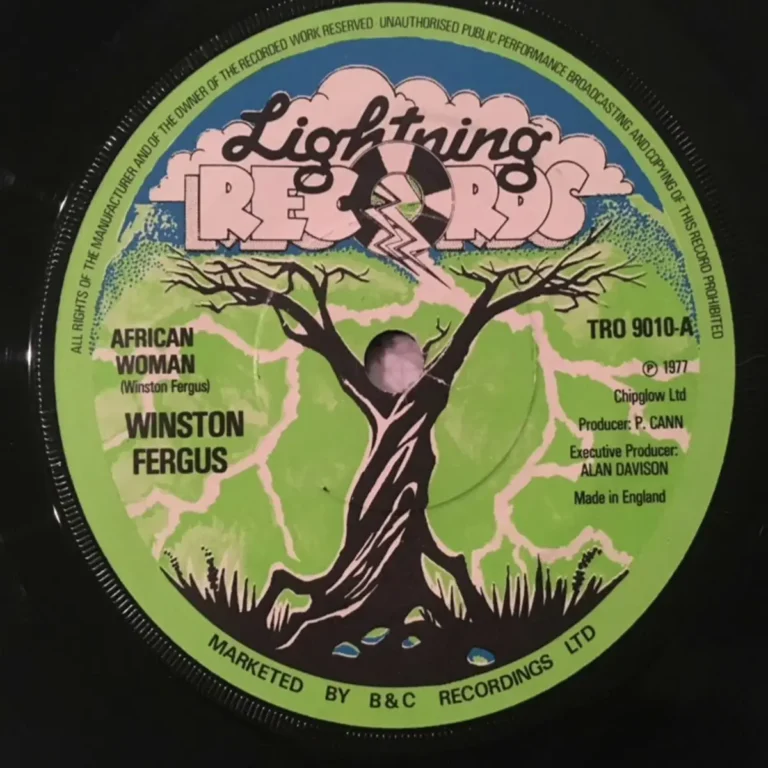 ALL RIGHTS OF THE MANUFACTURER AND OF THE OWNER OF THE RECORDED WORK RESERVED · UNAUTHORISED PUBLIC PERFORMANCE BROADCASTING AND COPYING OF THIS RECORD PROHIBITED
Lightning
RECORDS
AFRICAN
WOMAN
(Winston Fergus)
WINSTON
FERGUS
TRO 9010-A
℗ 1977
Chipglow Ltd
Producer: P. CANN
Executive Producer:
ALAN DAVISON
Made in England
MARKETED BY B&C RECORDINGS LTD